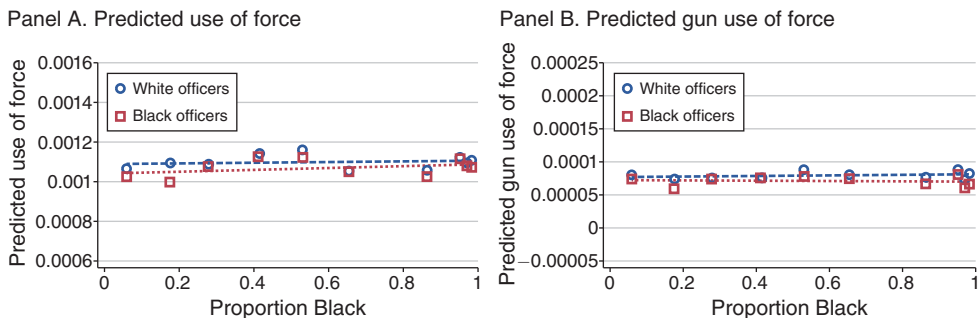 Panel A. Predicted use of force
Predicted use of force
0.0016
0.0014
0.0012
0.001
0.0008
0.0006
White officers
Black officers
0
0.2
0.4
0.6
0.8
1
Proportion Black
Panel B. Predicted gun use of force
Predicted gun use of force
0.00025
0.0002
0.00015
0.0001
0.00005
0
−0.00005
White officers
Black officers
0
0.2
0.4
0.6
0.8
1
Proportion Black